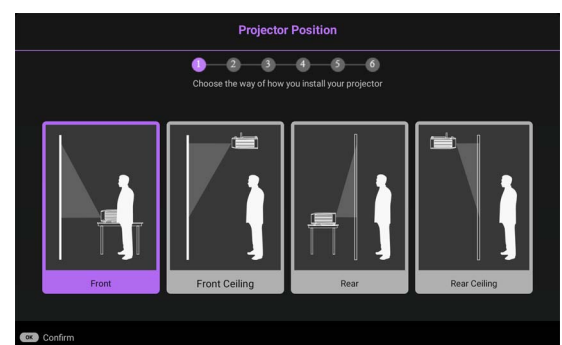 Projector Position
1 2 3 4 5 6
Choose the way of how you install your projector
Front
Front Ceiling
Rear
Rear Ceiling
OK Confirm